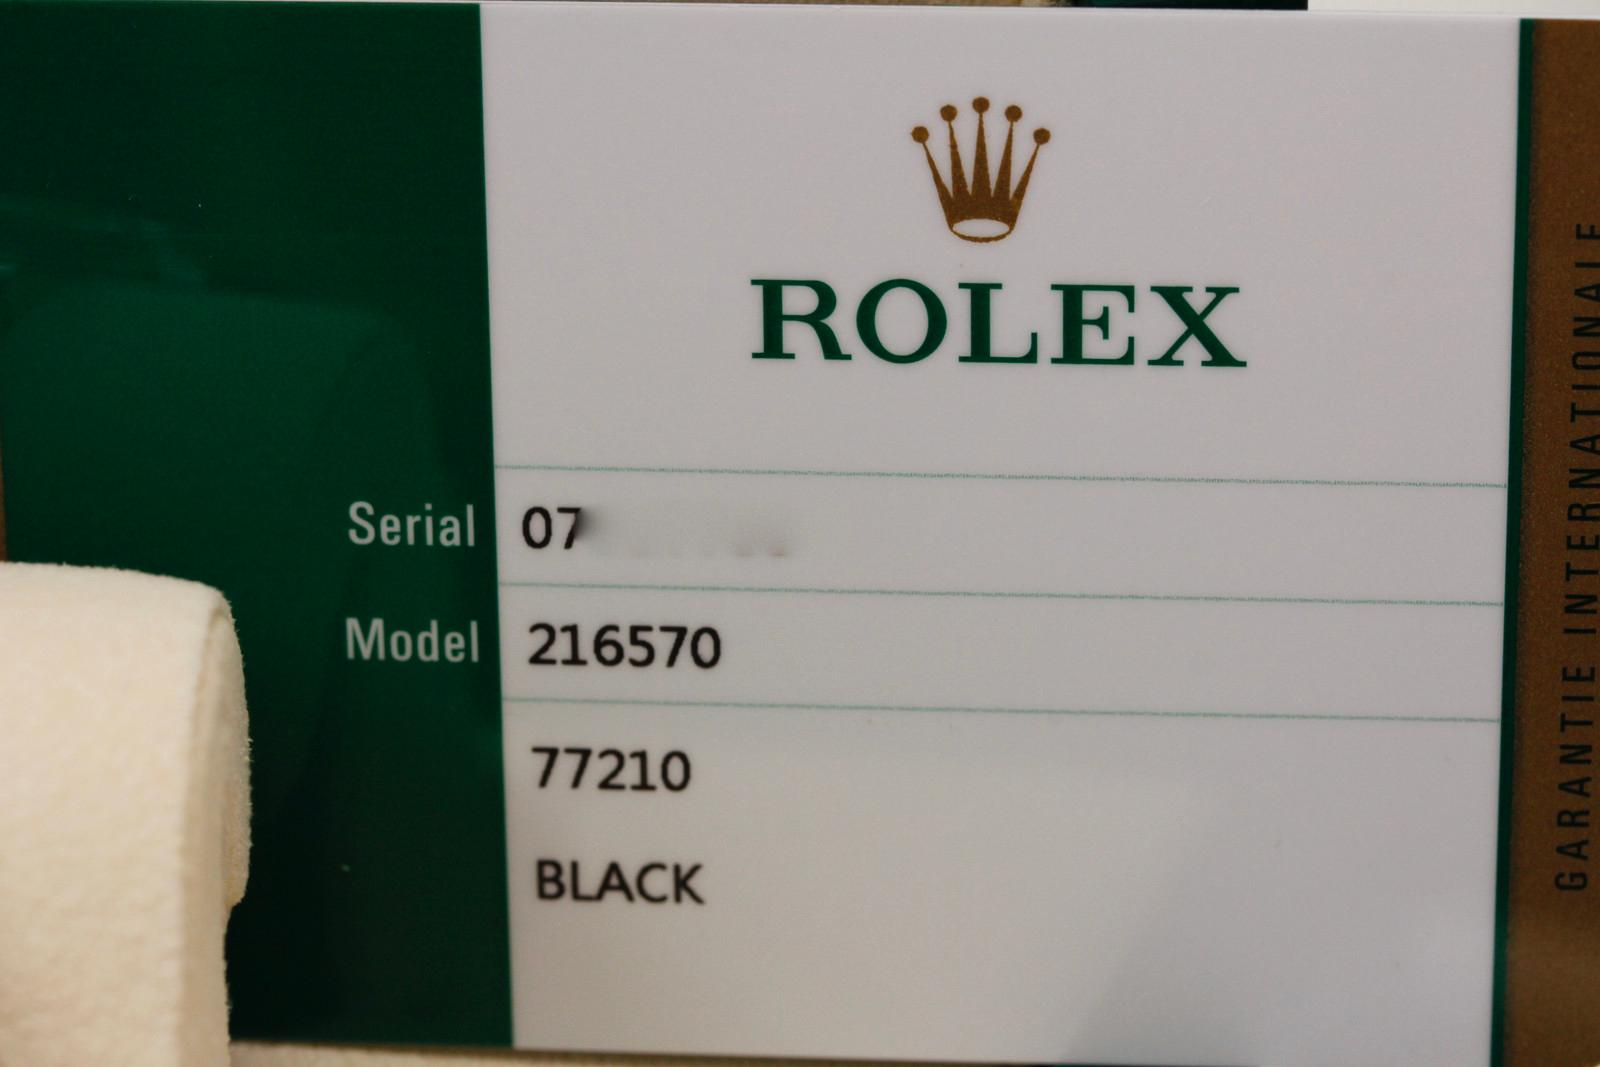 ROLEX
Serial 07
Model 216570
77210
BLACK
GARANTIE INTERNATIONALE